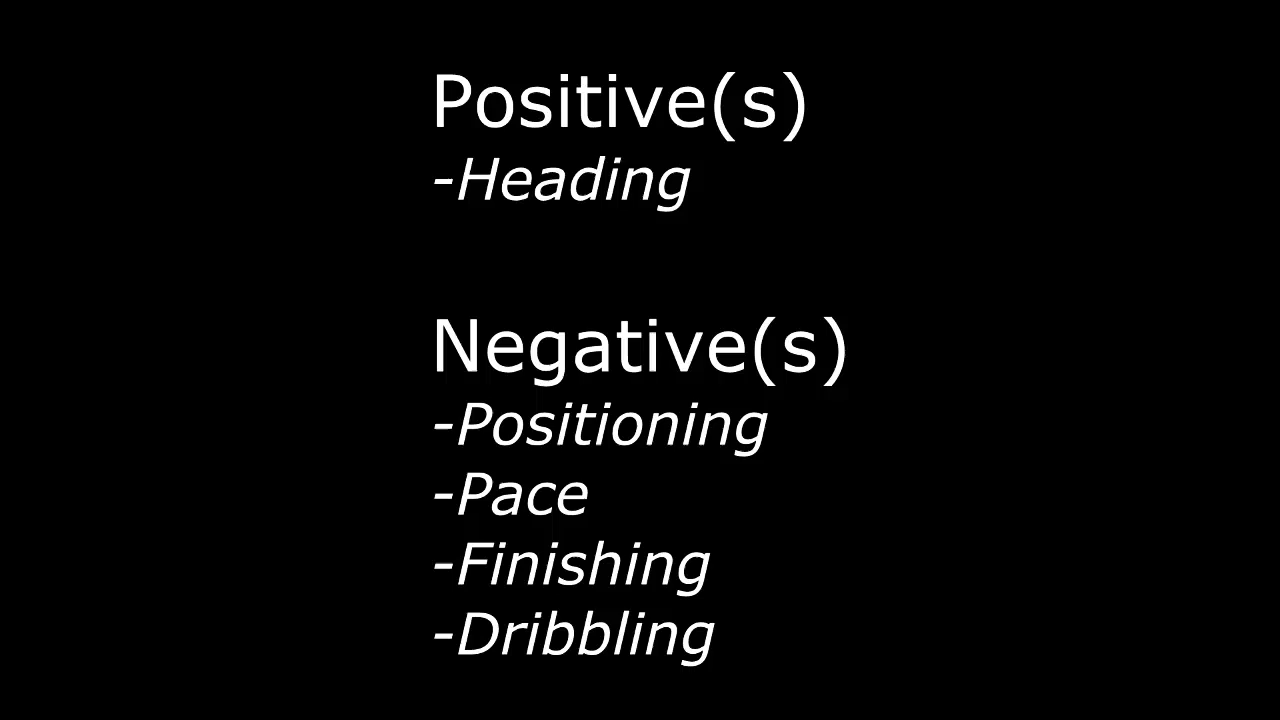 Positive(s)
-Heading
Negative(s)
-Positioning
-Pace
-Finishing
-Dribbling